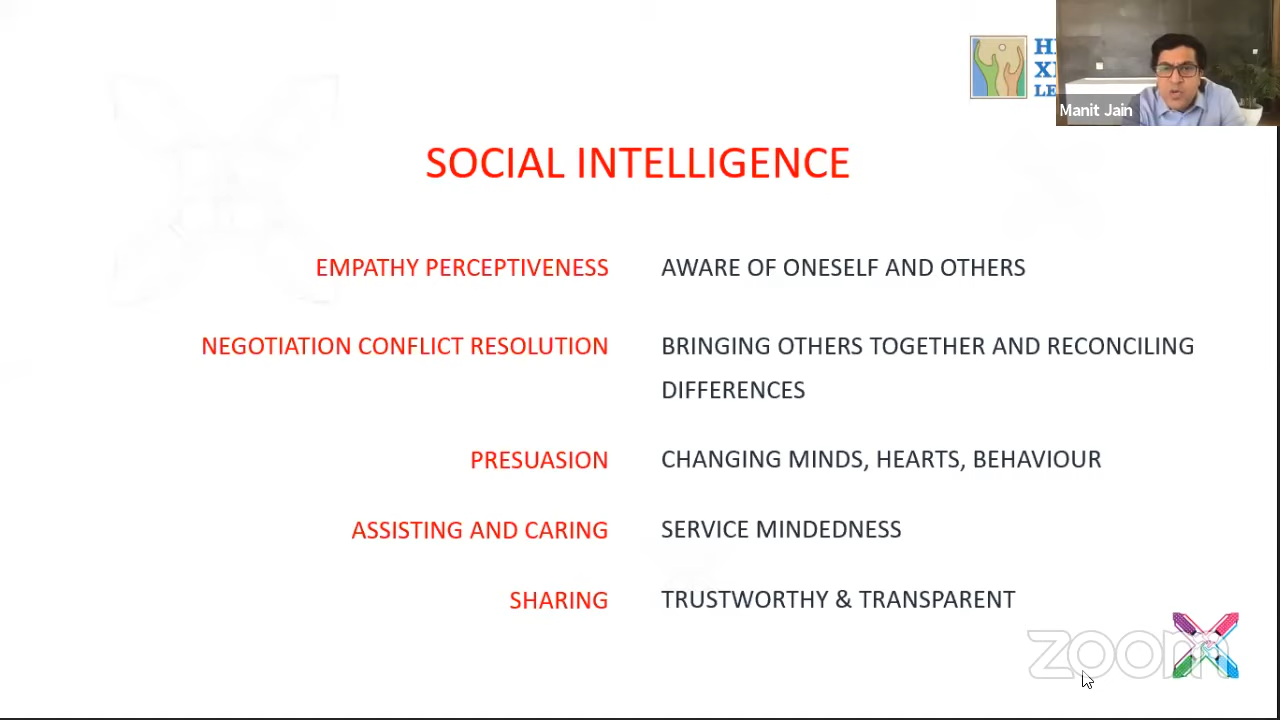 Manit Jain
SOCIAL INTELLIGENCE
EMPATHY PERCEPTIVENESS AWARE OF ONESELF AND OTHERS
NEGOTIATION CONFLICT RESOLUTION BRINGING OTHERS TOGETHER AND RECONCILING
DIFFERENCES
PRESUASION CHANGING MINDS, HEARTS, BEHAVIOUR
ASSISTING AND CARING SERVICE MINDEDNESS
SHARING TRUSTWORTHY & TRANSPARENT
zoom